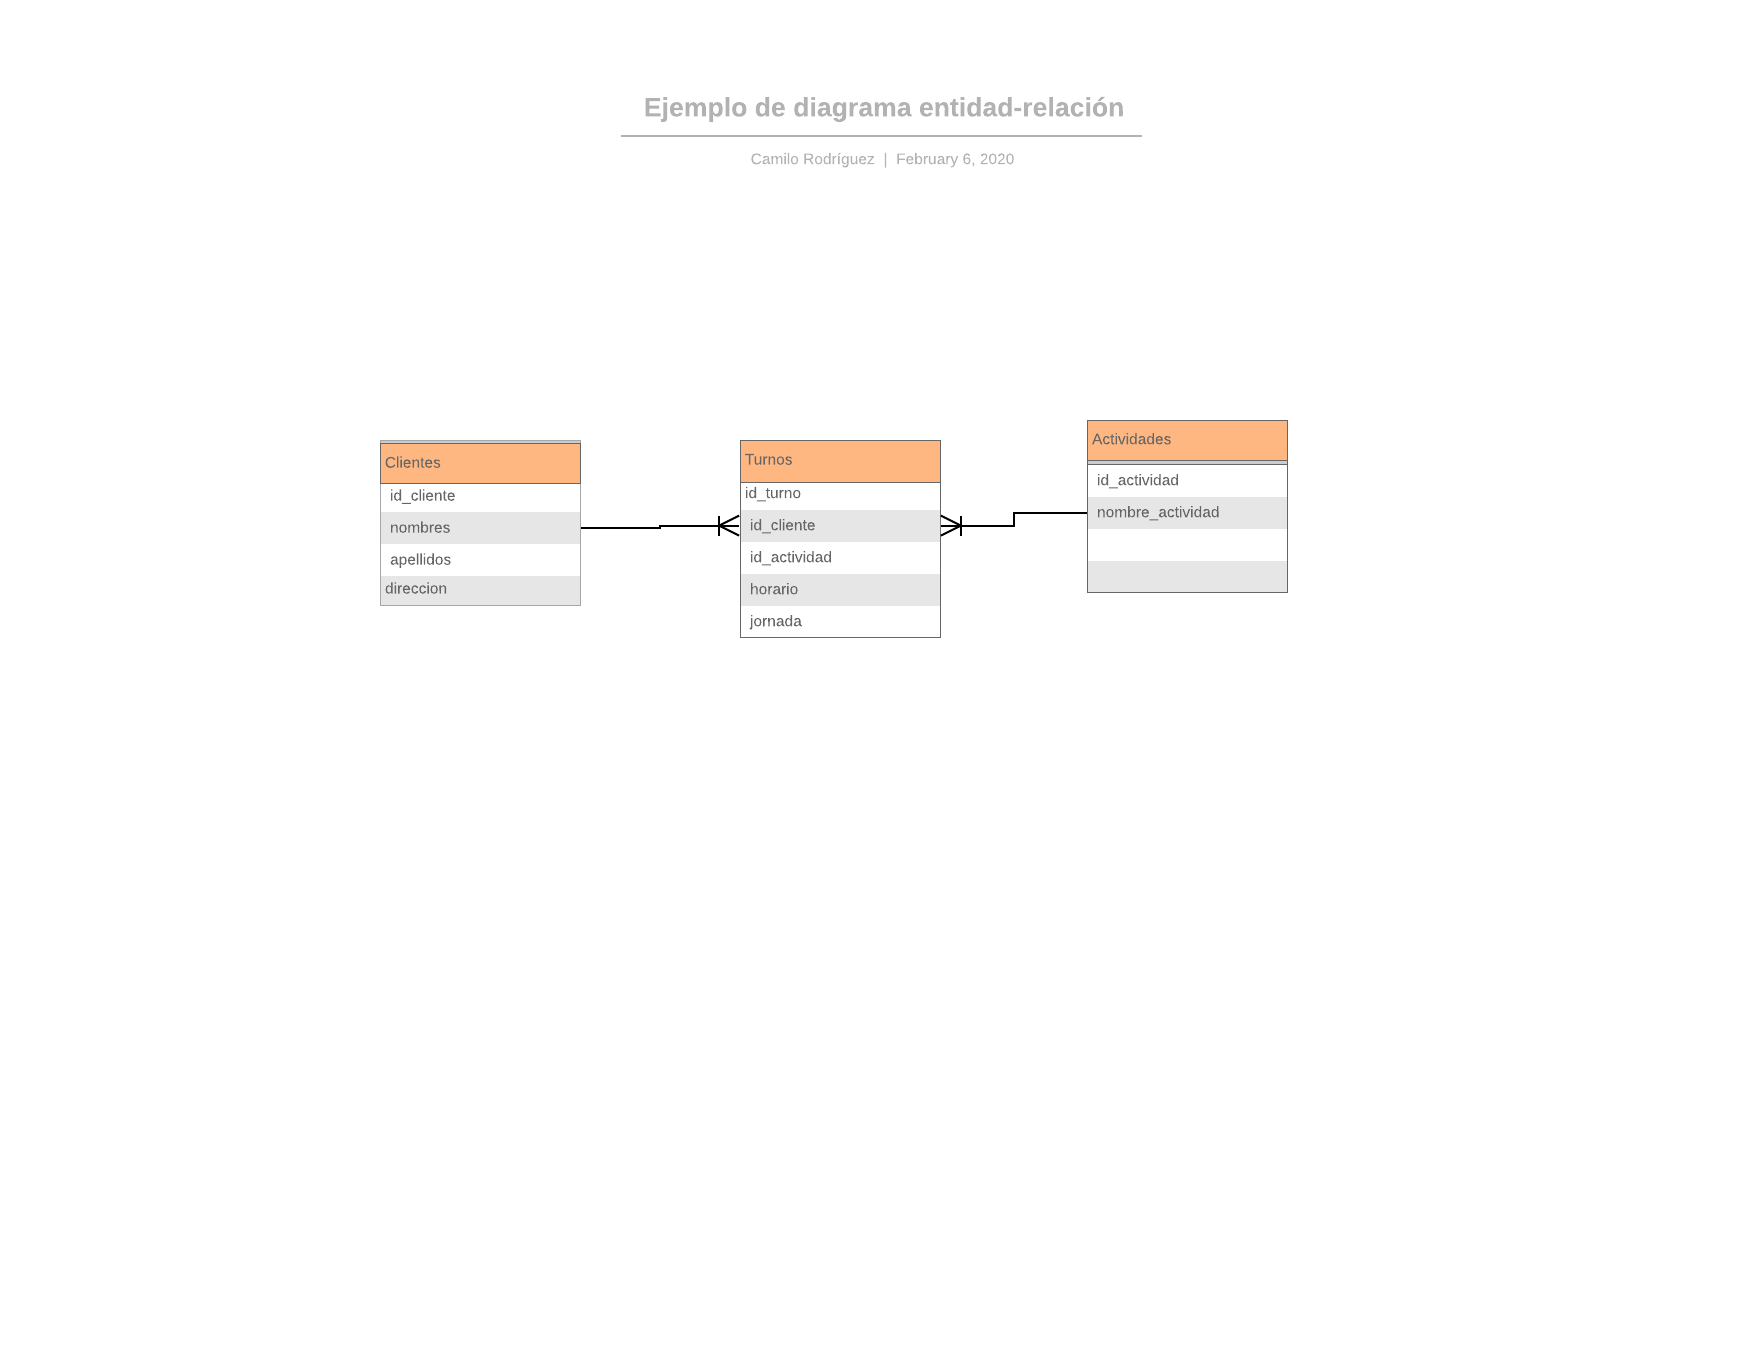 Ejemplo de diagrama entidad-relación
Camilo Rodríguez | February 6, 2020
Clientes
id_cliente
nombres
apellidos
direccion
Turnos
id_turno
id_cliente
id_actividad
horario
jornada
Actividades
id_actividad
nombre_actividad